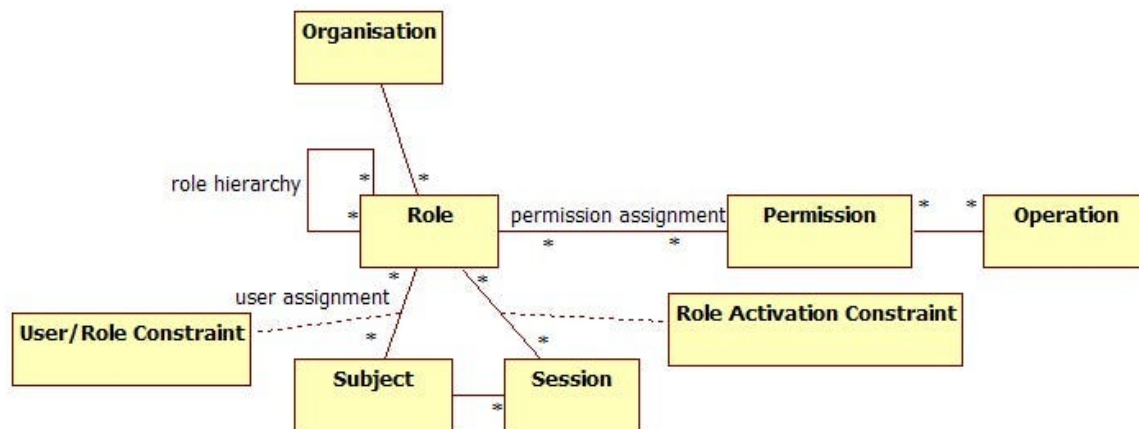 Organisation
role hierarchy
*
*
*
Role
permission assignment
*
*
Permission
*
*
Operation
*
*
user assignment
User/Role Constraint
Role Activation Constraint
*
*
Subject
*
Session